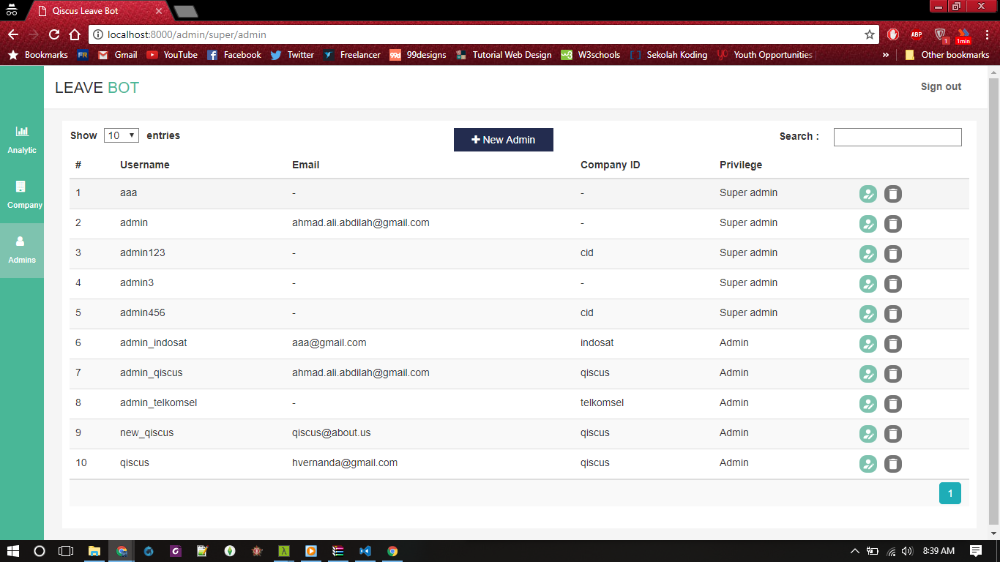 Qiscus Leave Bot
localhost:8000/admin/super/admin
ABP
1
1min
Bookmarks FR Gmail YouTube Facebook Twitter Freelancer 99d 99designs Tutorial Web Design W3schools Sekolah Koding Youth Opportunities » Other bookmarks
LEAVE BOT
Sign out
Analytic
Company
Admins
Show 10 entries
New Admin
Search :
# Username Email Company ID Privilege
1 aaa - - Super admin
2 admin ahmad.ali.abdilah@gmail.com - Super admin
3 admin123 - cid Super admin
4 admin3 - - Super admin
5 admin456 - cid Super admin
6 admin_indosat aaa@gmail.com indosat Admin
7 admin_qiscus ahmad.ali.abdilah@gmail.com qiscus Admin
8 admin_telkomsel - telkomsel Admin
9 new_qiscus qiscus@about.us qiscus Admin
10 qiscus hvernanda@gmail.com qiscus Admin
1
8:39 AM